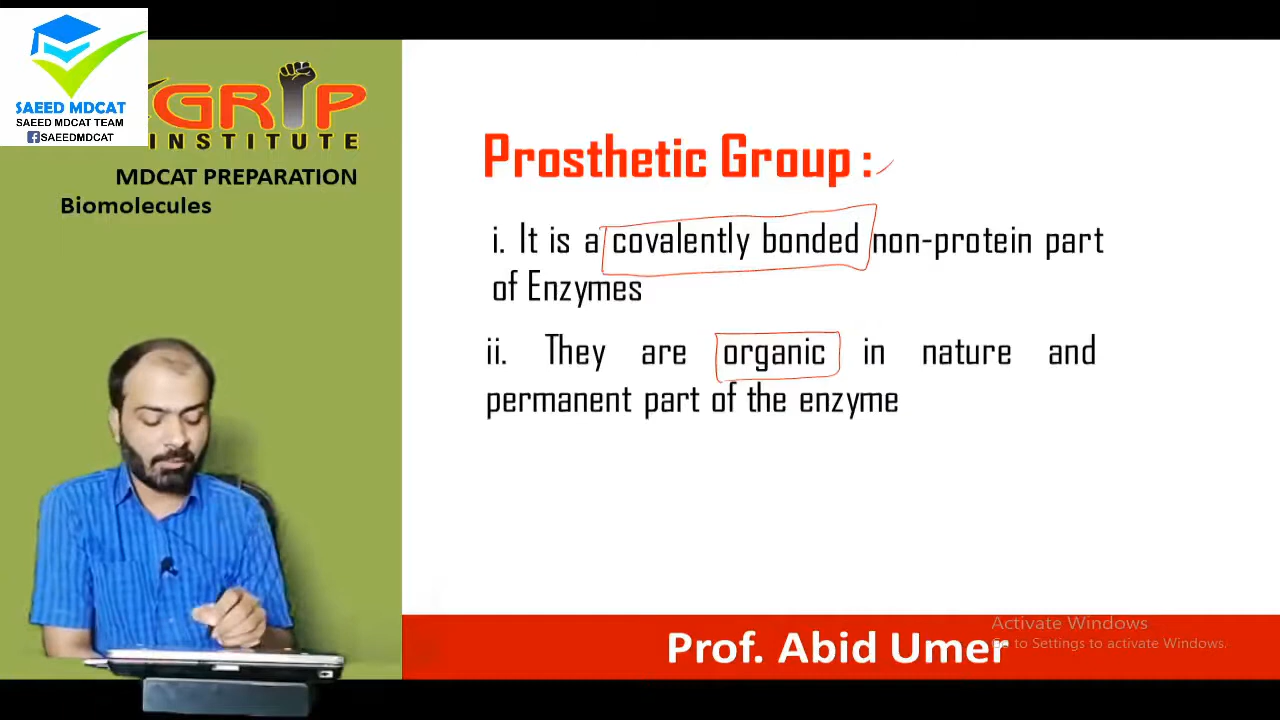 SAEED MDCAT
SAEED MDCAT TEAM
SAEEDMDCAT
GRIP
INSTITUTE
MDCAT PREPARATION
Biomolecules
Prosthetic Group :
i. It is a covalently bonded non-protein part
of Enzymes
ii. They are organic in nature and
permanent part of the enzyme
Activate Windows
Go to Settings to activate Windows.
Prof. Abid Umer